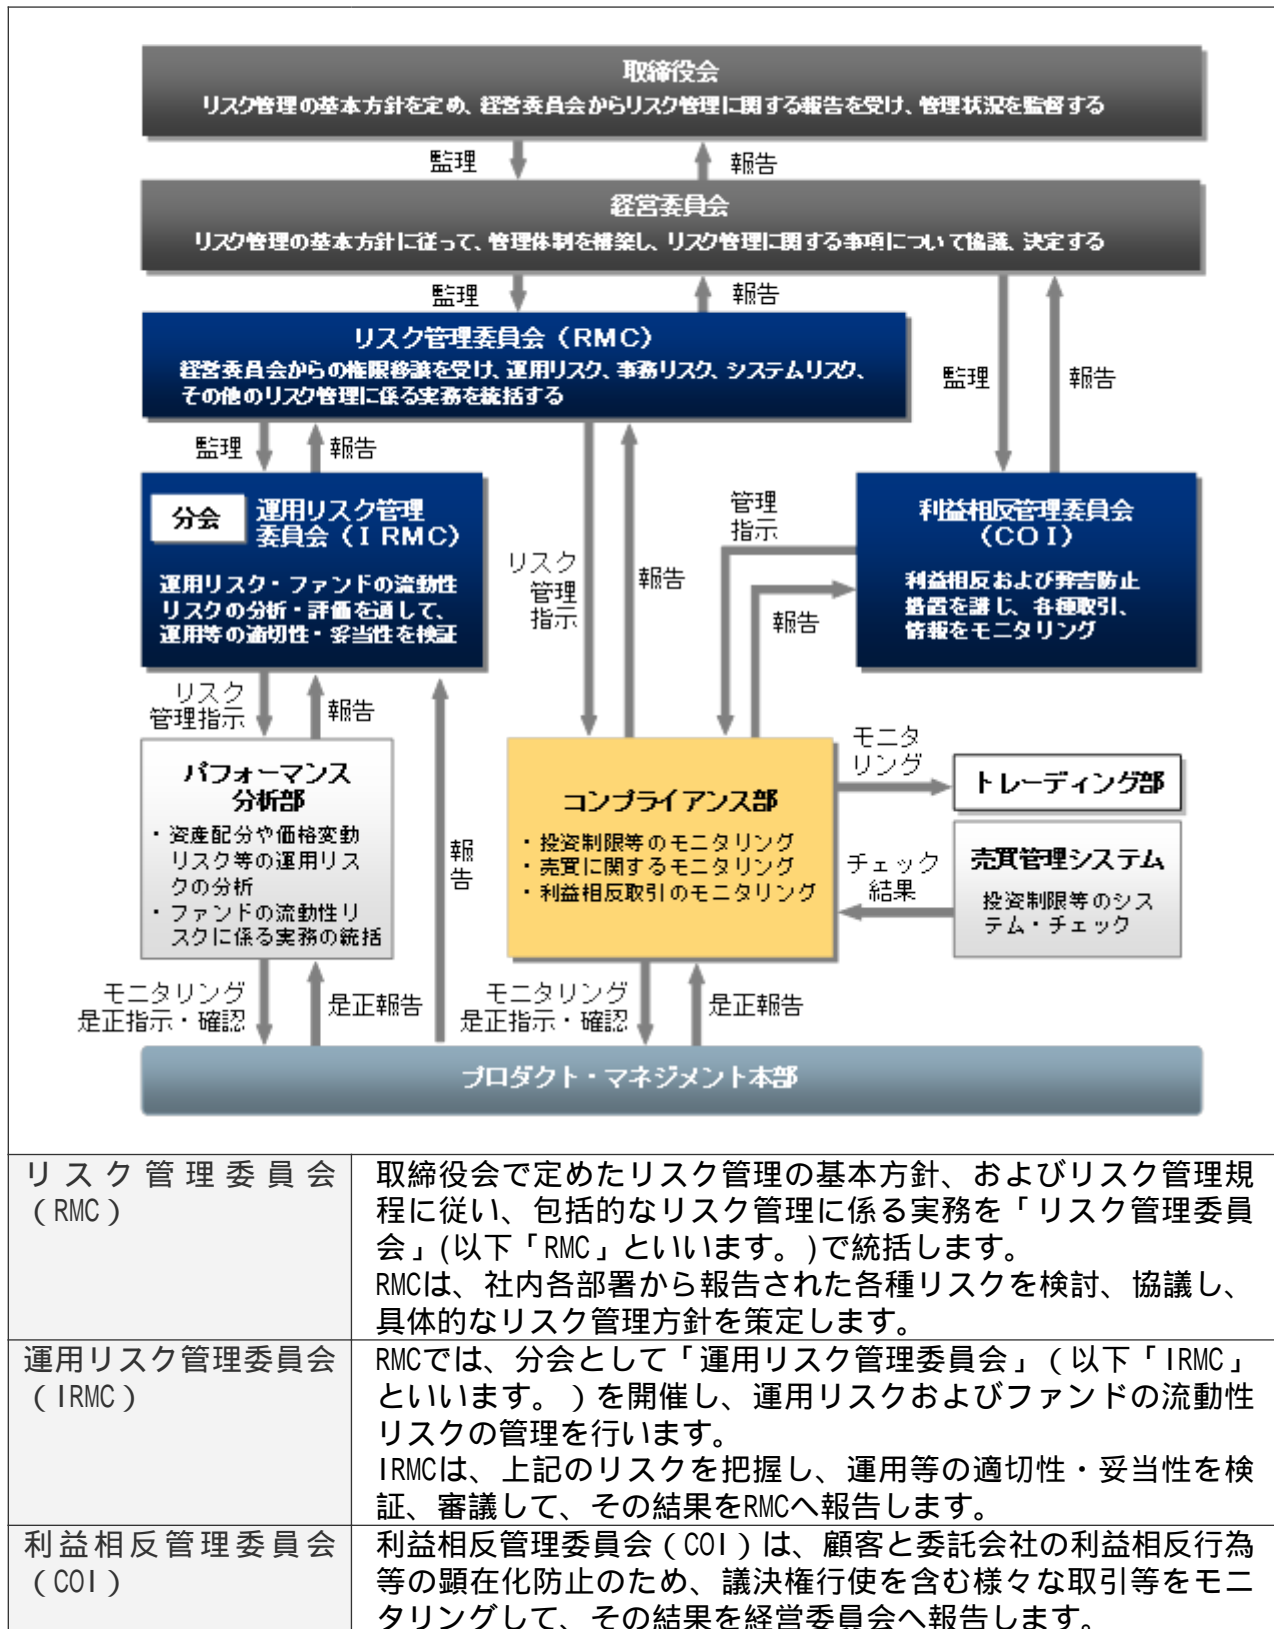 取締役会
リスク管理の基本方針を定め、経営委員会からリスク管理に関する報告を受け、管理状況を監督する
監理
報告
経営委員会
リスク管理の基本方針に従って、管理体制を構築し、リスク管理に関する事項について協議、決定する
監理
報告
リスク管理委員会（RMC）
経営委員会からの権限移譲を受け、運用リスク、事務リスク、システムリスク、
その他のリスク管理に係る実務を統括する
監理
報告
監理
報告
分会
運用リスク管理
委員会（IRMC）
運用リスク・ファンドの流動性
リスクの分析・評価を通して、
運用等の適切性・妥当性を検証
リスク
管理
指示
報告
管理
指示
報告
利益相反管理委員会
（COI）
利益相反および弊害防止
措置を講じ、各種取引、
情報をモニタリング
リスク
管理指示
報告
パフォーマンス
分析部
・資産配分や価格変動
リスク等の運用リス
クの分析
・ファンドの流動性リ
スクに係る実務の統括
報
告
コンプライアンス部
・投資制限等のモニタリング
・売買に関するモニタリング
・利益相反取引のモニタリング
モニタ
リング
トレーディング部
チェック
結果
売買管理システム
投資制限等のシス
テム・チェック
モニタリング
是正指示・確認
是正報告
モニタリング
是正指示・確認
是正報告
プロダクト・マネジメント本部
リスク管理委員会
（RMC）
取締役会で定めたリスク管理の基本方針、およびリスク管理規
程に従い、包括的なリスク管理に係る実務を「リスク管理委員
会」(以下「RMC」といいます。)で統括します。
RMCは、社内各部署から報告された各種リスクを検討、協議し、
具体的なリスク管理方針を策定します。
運用リスク管理委員会
（IRMC）
RMCでは、分会として「運用リスク管理委員会」（以下「IRMC」
といいます。）を開催し、運用リスクおよびファンドの流動性
リスクの管理を行います。
IRMCは、上記のリスクを把握し、運用等の適切性・妥当性を検
証、審議して、その結果をRMCへ報告します。
利益相反管理委員会
（COI）
利益相反管理委員会（COI）は、顧客と委託会社の利益相反行為
等の顕在化防止のため、議決権行使を含む様々な取引等をモニ
タリングして、その結果を経営委員会へ報告します。